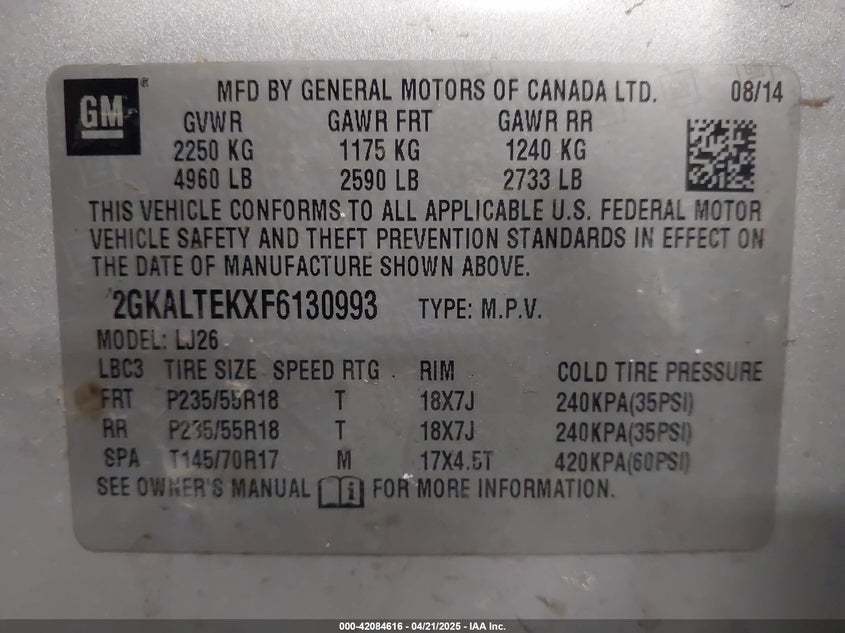 GM ® MFD BY GENERAL MOTORS OF CANADA LTD. 08/14
GVWR GAWR FRT GAWR RR
2250 KG 1175 KG 1240 KG
4960 LB 2590 LB 2733 LB
THIS VEHICLE CONFORMS TO ALL APPLICABLE U.S. FEDERAL MOTOR
VEHICLE SAFETY AND THEFT PREVENTION STANDARDS IN EFFECT ON
THE DATE OF MANUFACTURE SHOWN ABOVE.
2GKALTEKXF6130993 TYPE: M.P.V.
MODEL: LJ26
LBC3 TIRE SIZE SPEED RTG RIM COLD TIRE PRESSURE
FRT P235/55R18 T 18X7J 240KPA(35PSI)
RR P235/55R18 T 18X7J 240KPA(35PSI)
SPA T145/70R17 M 17X4.5T 420KPA(60PSI)
SEE OWNER'S MANUAL FOR MORE INFORMATION.
000-42084616 - 04/21/2025 - IAA Inc.